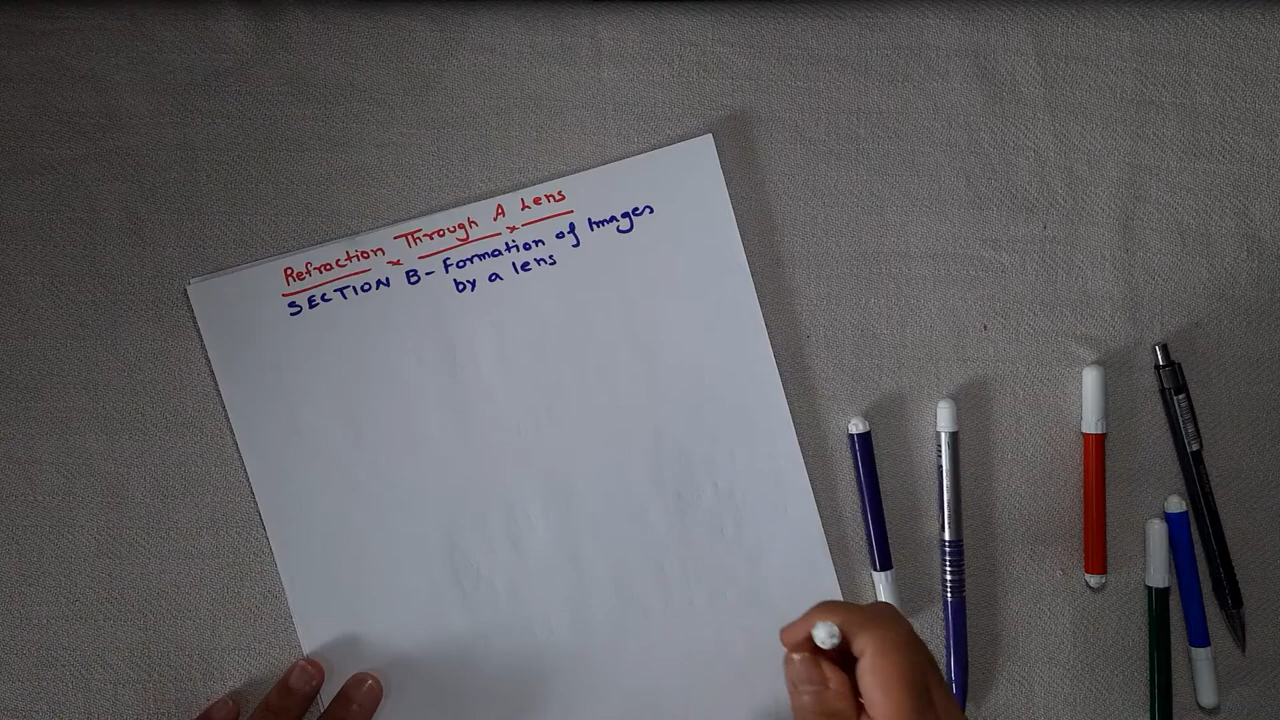 Refraction Through A Lens
SECTION B - Formation of Images
by a lens